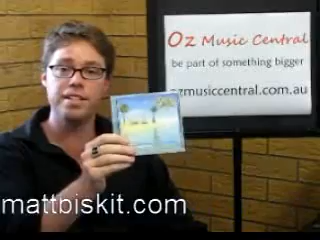 Oz Music Central
be part of something bigger
ozmusiccentral.com.au
mattbiskit.com